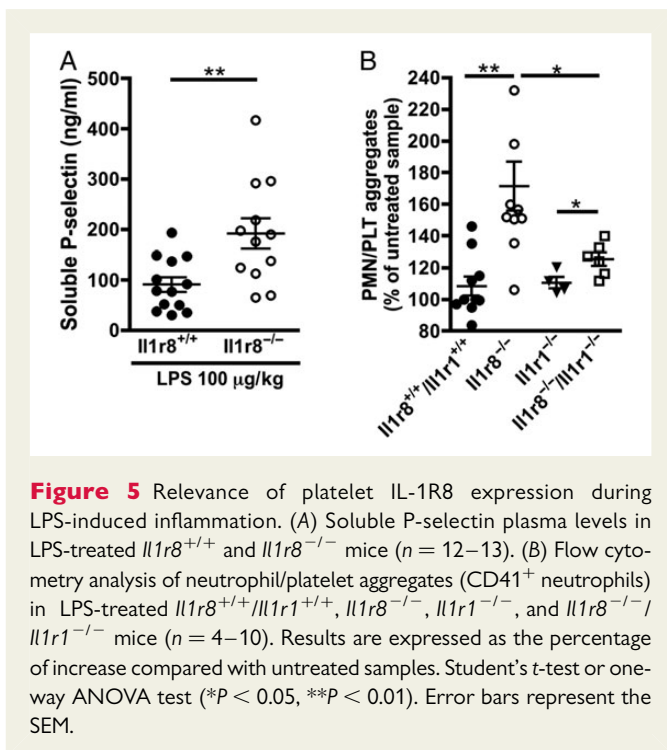 A
Soluble P-selectin (ng/ml)
500
400
300
200
100
0
**
Il1r8+/+
Il1r8−/−
LPS 100 µg/kg
B
PMN/PLT aggregates
(% of untreated sample)
240
220
200
180
160
140
120
100
80
**
*
*
Il1r8+/+/Il1r1+/+
Il1r8−/−
Il1r1−/−
Il1r8−/−/Il1r1−/−
Figure 5 Relevance of platelet IL-1R8 expression during
LPS-induced inflammation. (A) Soluble P-selectin plasma levels in
LPS-treated Il1r8+/+ and Il1r8−/− mice (n = 12–13). (B) Flow cyto-
metry analysis of neutrophil/platelet aggregates (CD41+ neutrophils)
in LPS-treated Il1r8+/+/Il1r1+/+, Il1r8−/−, Il1r1−/−, and Il1r8−/−/
Il1r1−/− mice (n = 4–10). Results are expressed as the percentage
of increase compared with untreated samples. Student's t-test or one-
way ANOVA test (*P < 0.05, **P < 0.01). Error bars represent the
SEM.